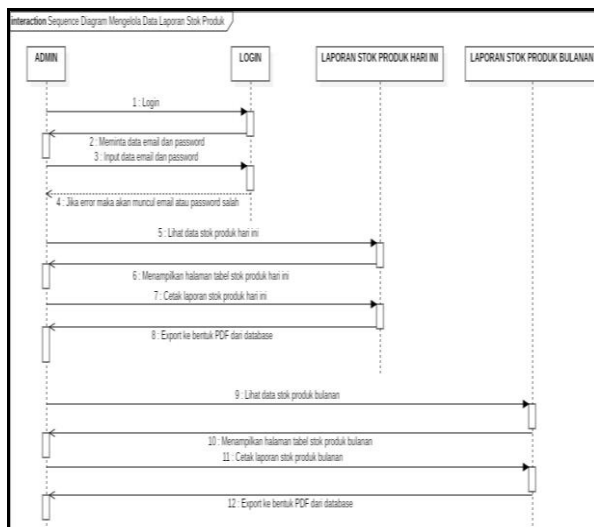 interaction Sequence Diagram Mengelola Data Laporan Stok Produk
ADMIN
LOGIN
LAPORAN STOK PRODUK HARI INI
LAPORAN STOK PRODUK BULANAN
1 : Login
2 : Meminta data email dan password
3 : Input data email dan password
4 : Jika error maka akan muncul email atau password salah
5 : Lihat data stok produk hari ini
6 : Menampilkan halaman tabel stok produk hari ini
7 : Cetak laporan stok produk hari ini
8 : Export ke bentuk PDF dari database
9 : Lihat data stok produk bulanan
10 : Menampilkan halaman tabel stok produk bulanan
11 : Cetak laporan stok produk bulanan
12 : Export ke bentuk PDF dari database